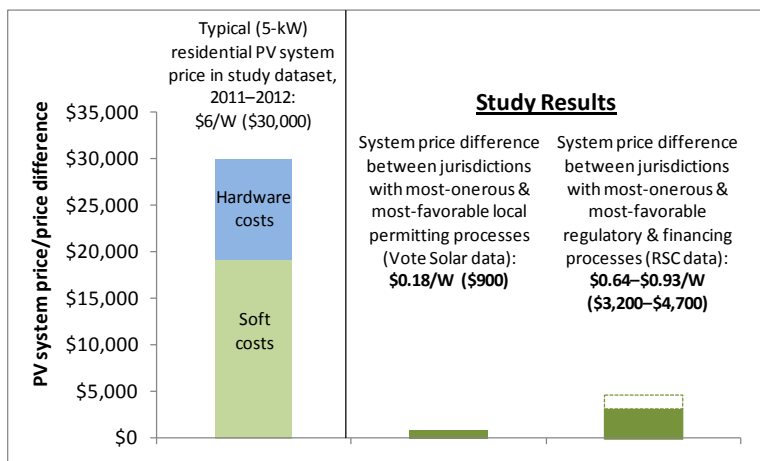 Typical (5-kW)
residential PV system
price in study dataset,
2011–2012:
$6/W ($30,000)
PV system price/price difference
$35,000
$30,000
$25,000
$20,000
$15,000
$10,000
$5,000
$0
Hardware
costs
Soft
costs
Study Results
System price difference
between jurisdictions
with most-onerous &
most-favorable local
permitting processes
(Vote Solar data):
$0.18/W ($900)
System price difference
between jurisdictions
with most-onerous &
most-favorable
regulatory & financing
processes (RSC data):
$0.64–$0.93/W
($3,200–$4,700)